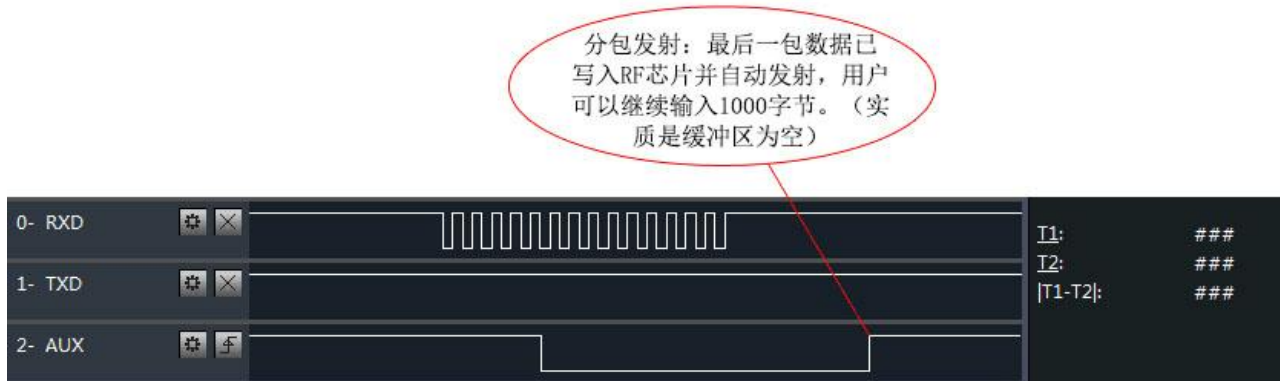 分包发射：最后一包数据已
写入RF芯片并自动发射，用户
可以继续输入1000字节。（实
质是缓冲区为空）
0- RXD
1- TXD
2- AUX
T1: ###
T2: ###
|T1-T2|: ###